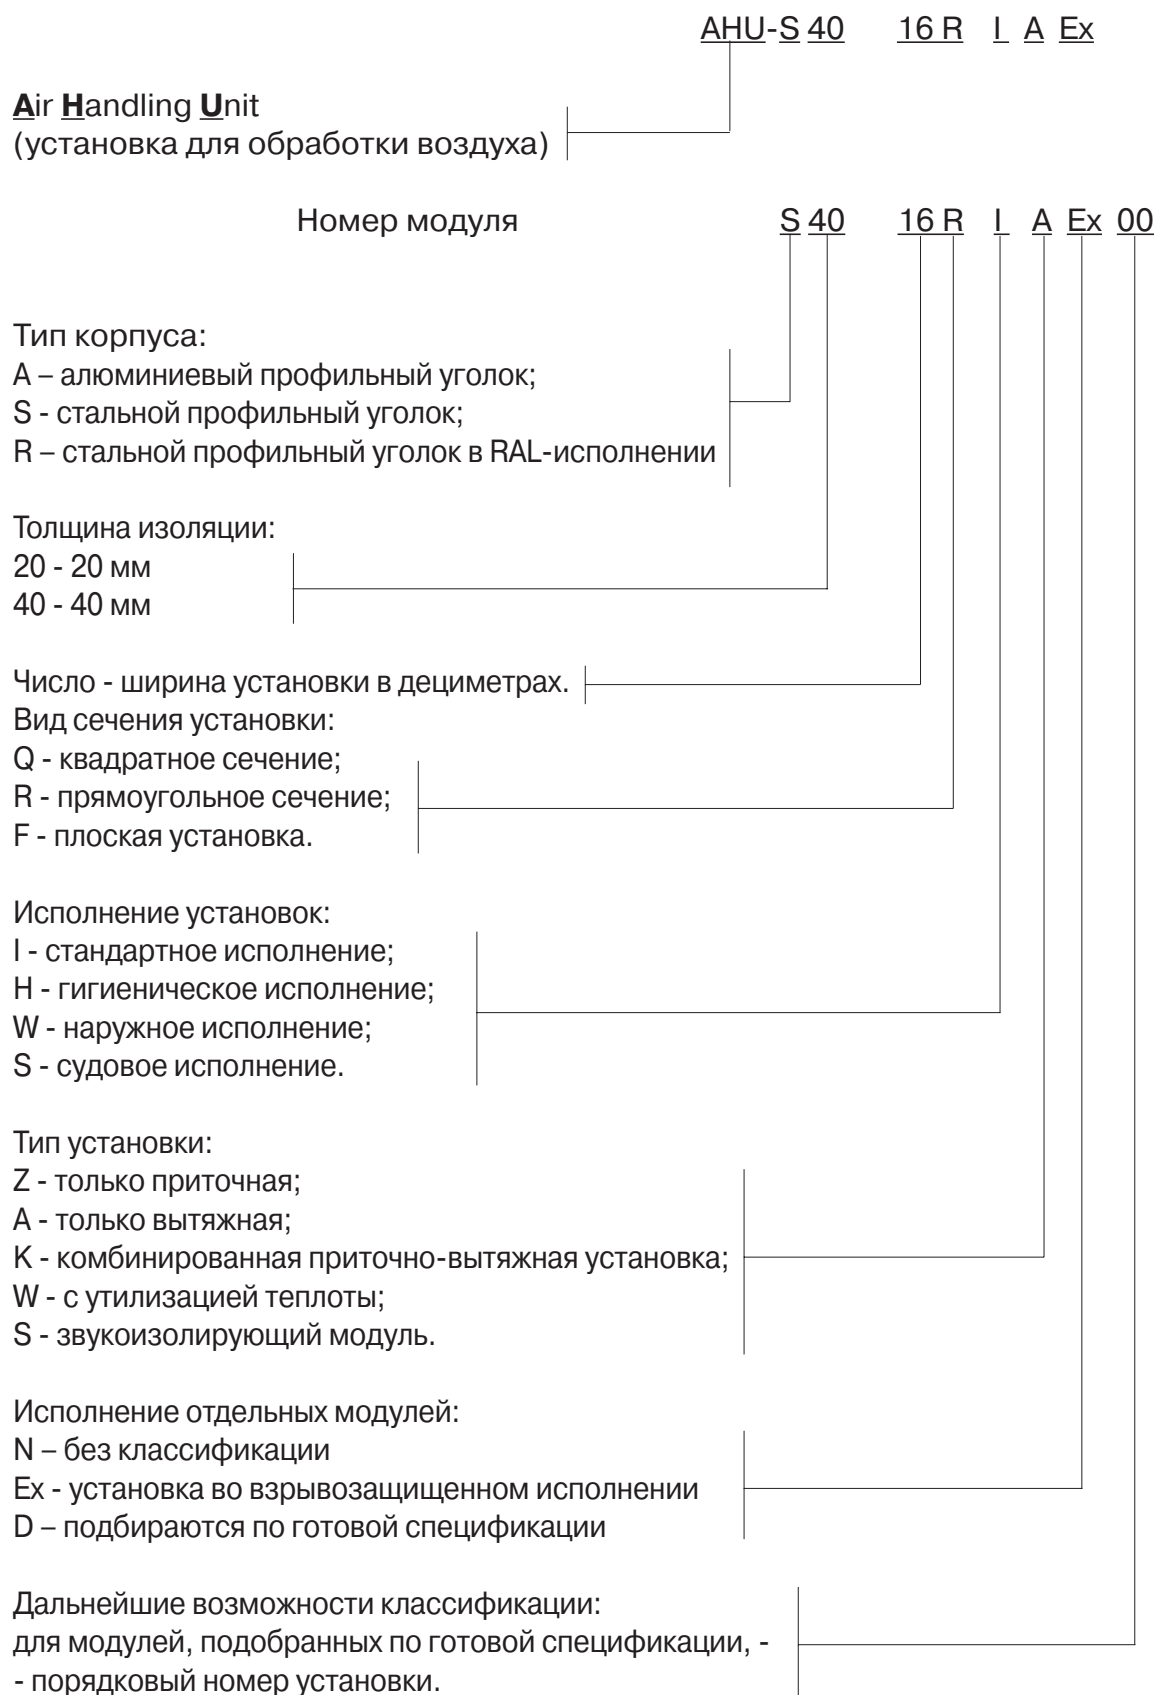 AHU-S 40 16 R I A Ex
Air Handling Unit
(установка для обработки воздуха)
Номер модуля S 40 16 R I A Ex 00
Тип корпуса:
A – алюминиевый профильный уголок;
S - стальной профильный уголок;
R – стальной профильный уголок в RAL-исполнении
Толщина изоляции:
20 - 20 мм
40 - 40 мм
Число - ширина установки в дециметрах.
Вид сечения установки:
Q - квадратное сечение;
R - прямоугольное сечение;
F - плоская установка.
Исполнение установок:
I - стандартное исполнение;
H - гигиеническое исполнение;
W - наружное исполнение;
S - судовое исполнение.
Тип установки:
Z - только приточная;
A - только вытяжная;
K - комбинированная приточно-вытяжная установка;
W - с утилизацией теплоты;
S - звукоизолирующий модуль.
Исполнение отдельных модулей:
N – без классификации
Ex - установка во взрывозащищенном исполнении
D – подбираются по готовой спецификации
Дальнейшие возможности классификации:
для модулей, подобранных по готовой спецификации, -
- порядковый номер установки.